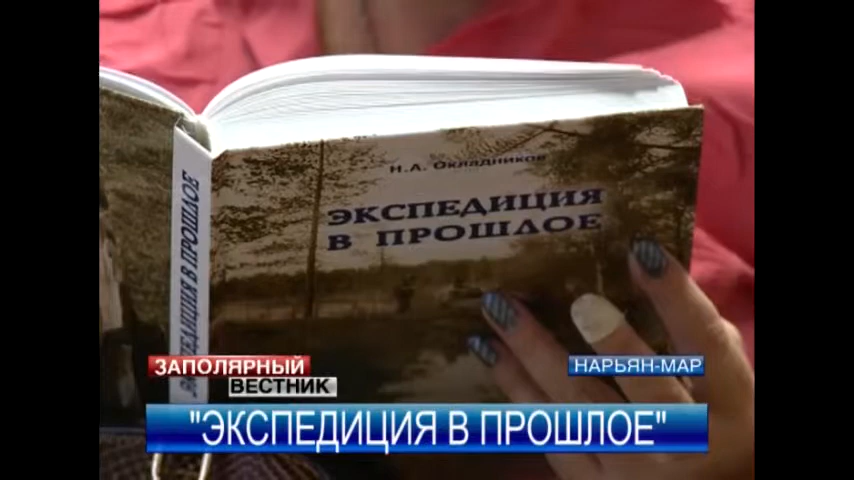 Н.А. Окладников
ЭКСПЕДИЦИЯ
В ПРОШЛОЕ
ЭКСПЕДИЦИЯ В ПРОШЛОЕ
ЗАПОЛЯРНЫЙ
ВЕСТНИК
НАРЬЯН-МАР
"ЭКСПЕДИЦИЯ В ПРОШЛОЕ"